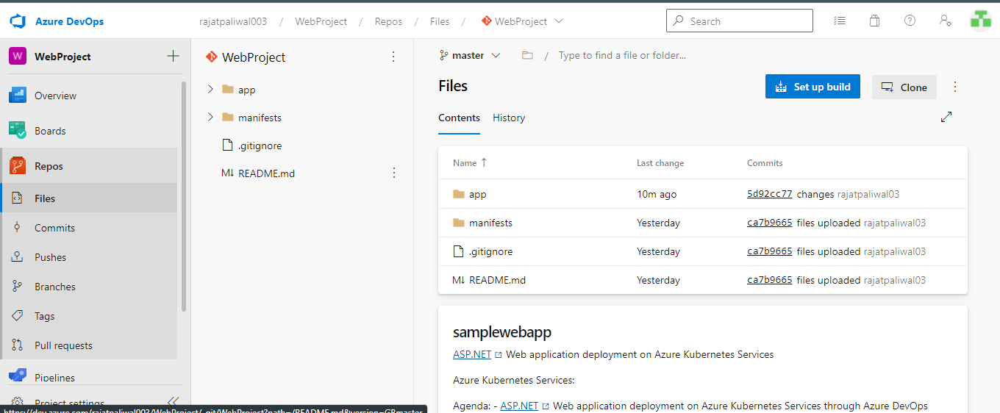 Azure DevOps
rajatpaliwal003 / WebProject / Repos / Files / WebProject
Search
W WebProject
Overview
Boards
Repos
Files
Commits
Pushes
Branches
Tags
Pull requests
Pipelines
Project settings
WebProject
app
manifests
.gitignore
M↓ README.md
master / Type to find a file or folder...
Files
Set up build
Clone
Contents History
Name ↑ Last change Commits
app 10m ago 5d92cc77 changes rajatpaliwal03
manifests Yesterday ca7b9665 files uploaded rajatpaliwal03
.gitignore Yesterday ca7b9665 files uploaded rajatpaliwal03
M↓ README.md Yesterday ca7b9665 files uploaded rajatpaliwal03
samplewebapp
ASP.NET Web application deployment on Azure Kubernetes Services
Azure Kubernetes Services:
Agenda: - ASP.NET Web application deployment on Azure Kubernetes Services through Azure DevOps
https://dev.azure.com/rajatpaliwal003/WebProject/_git/WebProject?path=/README.md&version=GBmaster